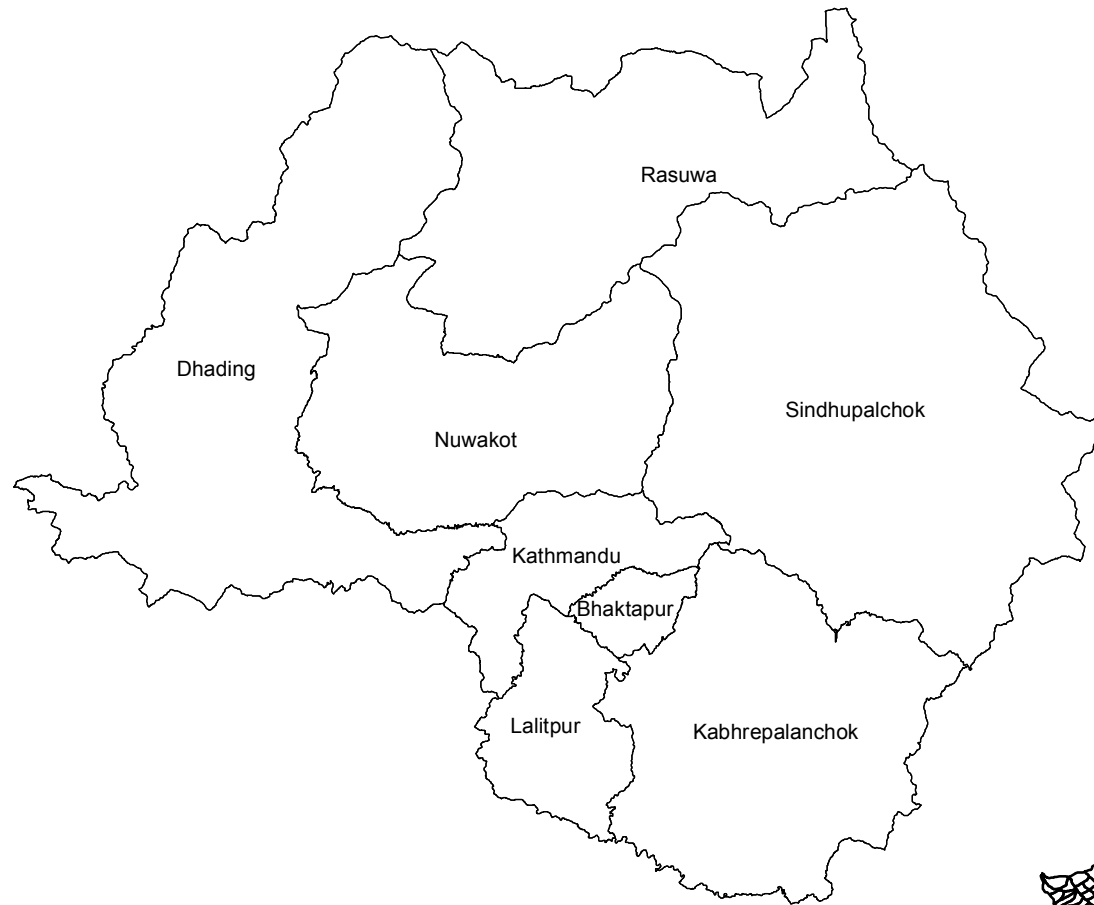 Rasuwa
Dhading
Sindhupalchok
Nuwakot
Kathmandu
Bhaktapur
Lalitpur
Kabhrepalanchok